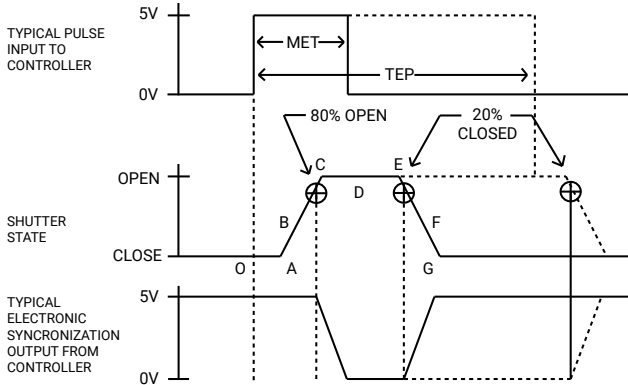 5V
TYPICAL PULSE
INPUT TO
CONTROLLER
MET
TEP
0V
80% OPEN
20%
CLOSED
C
E
OPEN
D
B
F
SHUTTER
STATE
CLOSE
O
A
G
5V
TYPICAL
ELECTRONIC
SYNCRONIZATION
OUTPUT FROM
CONTROLLER
0V